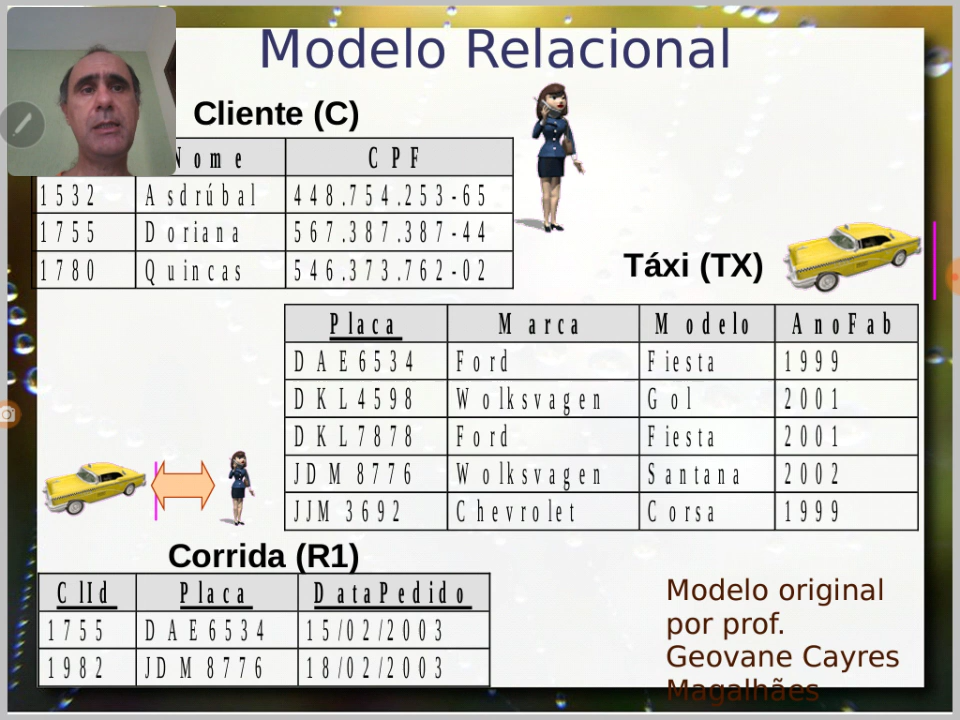 Modelo Relacional
Cliente (C)
Nome CPF
1532 Asdrúbal 448.754.253-65
1755 Doriana 567.387.387-44
1780 Quincas 546.373.762-02
Táxi (TX)
Placa Marca Modelo AnoFab
DAE6534 Ford Fiesta 1999
DKL4598 Wolksvagen Gol 2001
DKL7878 Ford Fiesta 2001
JDM8776 Wolksvagen Santana 2002
JJM3692 Chevrolet Corsa 1999
Corrida (R1)
ClId Placa DataPedido
1755 DAE6534 15/02/2003
1982 JDM8776 18/02/2003
Modelo original
por prof.
Geovane Cayres
Magalhães